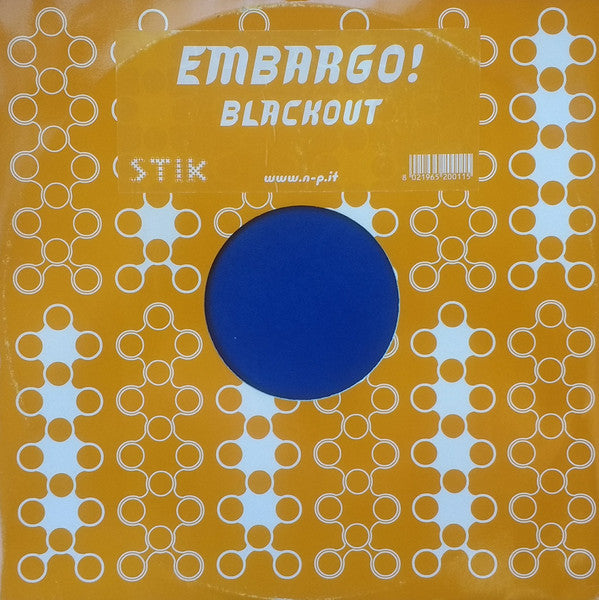 EMBARGO!
BLACKOUT
STIK
www.n-p.it
8 021965 200115